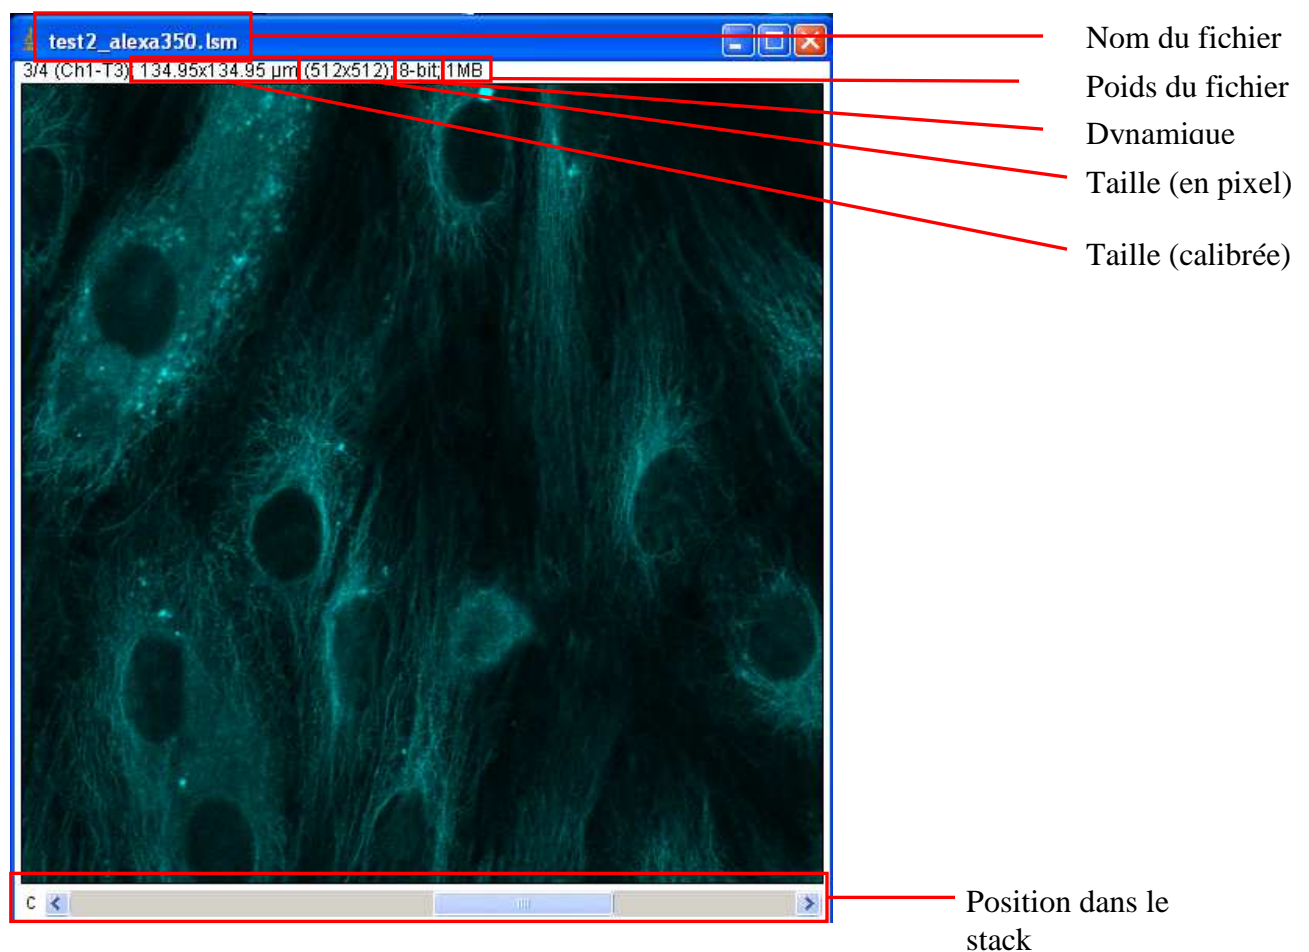 test2_alexa350.lsm
3/4 (Ch1-T3); 134.95x134.95 µm (512x512); 8-bit; 1MB
Nom du fichier
Poids du fichier
Dynamique
Taille (en pixel)
Taille (calibrée)
C
Position dans le
stack